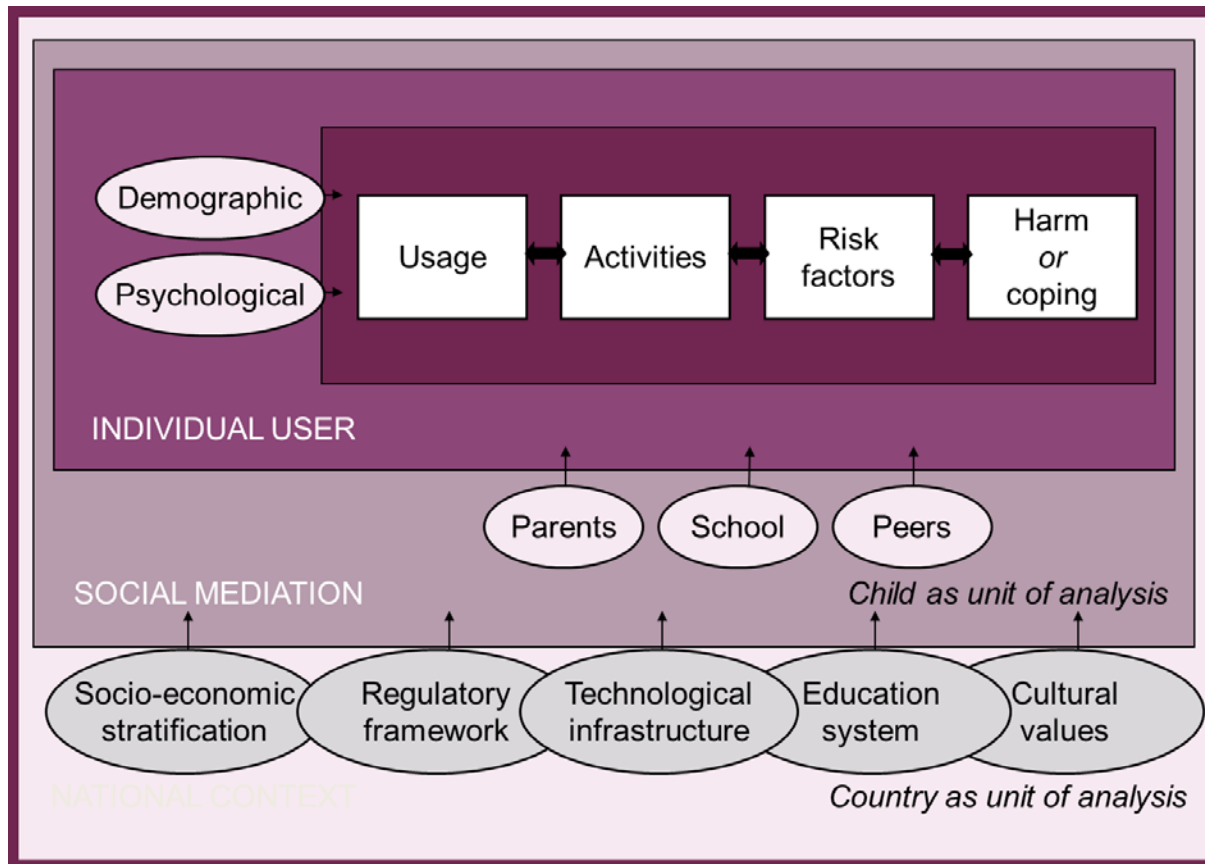 Demographic
Psychological
Usage
Activities
Risk
factors
Harm
or
coping
INDIVIDUAL USER
Parents
School
Peers
SOCIAL MEDIATION
Child as unit of analysis
Socio-economic
stratification
Regulatory
framework
Technological
infrastructure
Education
system
Cultural
values
NATIONAL CONTEXT
Country as unit of analysis